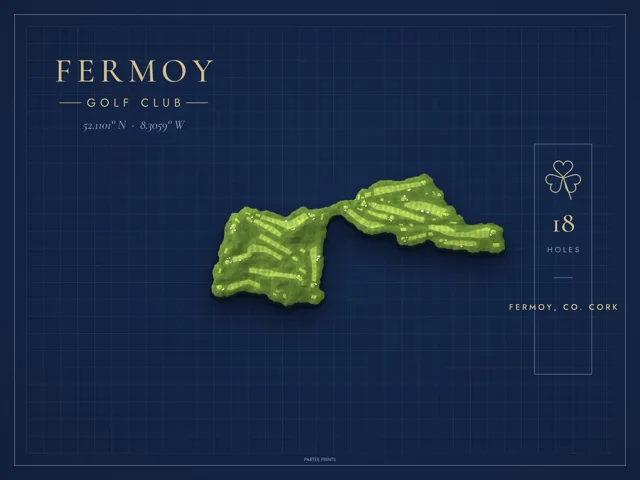 FERMOY
GOLF CLUB
52.1101° N · 8.3059° W
18
HOLES
FERMOY, CO. CORK
PARTEE PRINTS